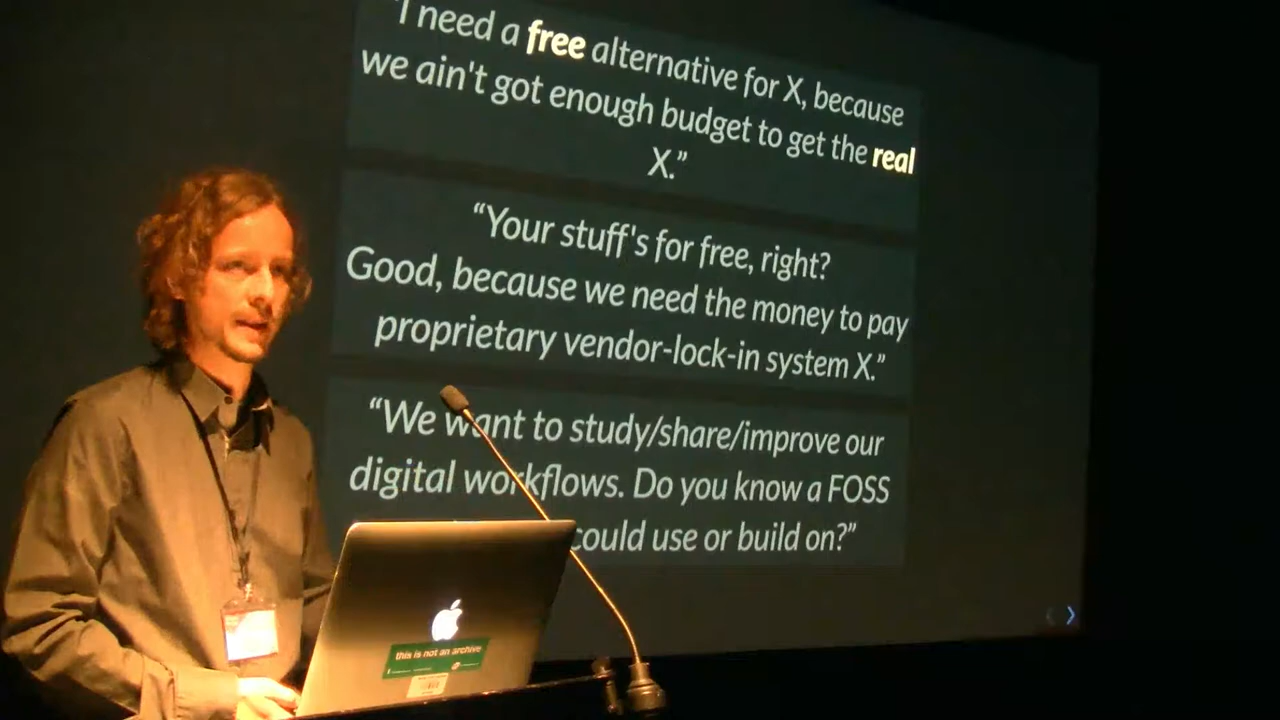 "I need a free alternative for X, because
we ain't got enough budget to get the real
X.”
“Your stuff's for free, right?
Good, because we need the money to pay
proprietary vendor-lock-in system X.”
“We want to study/share/improve our
digital workflows. Do you know a FOSS
could use or build on?”
this is not an archive